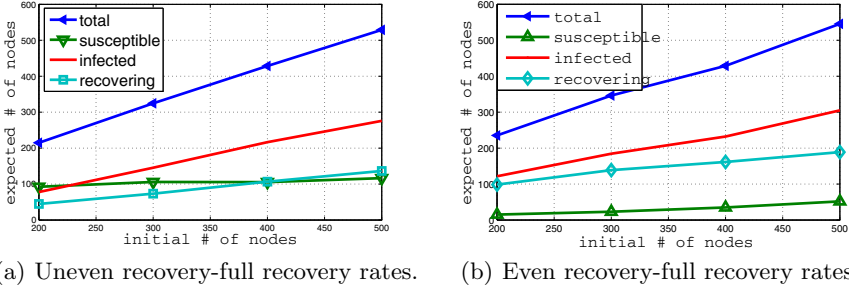 600
500
400
300
200
100
0
200 250 300 350 400 450 500
expected # of nodes
initial # of nodes
total
susceptible
infected
recovering
600
500
400
300
200
100
0
200 250 300 350 400 450 500
expected # of nodes
initial # of nodes
total
susceptible
infected
recovering
a) Uneven recovery-full recovery rates.
(b) Even recovery-full recovery rates